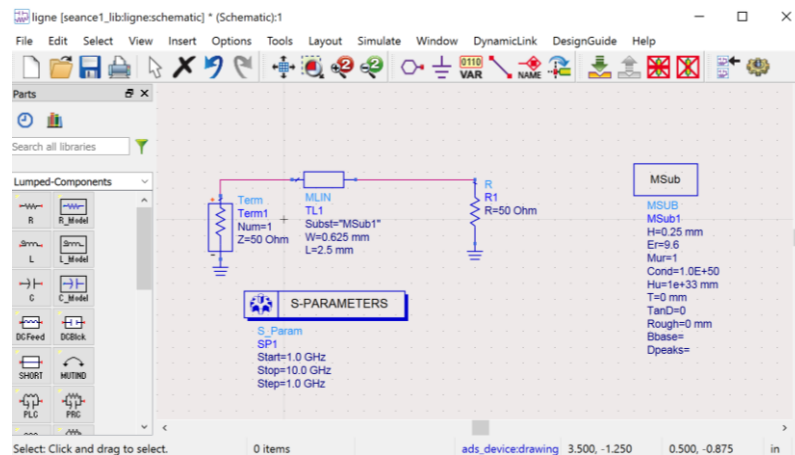 ligne [seance1_lib:ligne:schematic] * (Schematic):1
File Edit Select View Insert Options Tools Layout Simulate Window DynamicLink DesignGuide Help
0110
VAR
NAME
Parts
Search all libraries
Lumped-Components
R R_Model
L L_Model
C C_Model
DCFeed DCBlck
SHORT MUTIND
PLC PRC
Term
Term1
Num=1
Z=50 Ohm
MLIN
TL1
Subst="MSub1"
W=0.625 mm
L=2.5 mm
R
R1
R=50 Ohm
MSub
MSUB
MSub1
H=0.25 mm
Er=9.6
Mur=1
Cond=1.0E+50
Hu=1e+33 mm
T=0 mm
TanD=0
Rough=0 mm
Bbase=
Dpeaks=
S-PARAMETERS
S_Param
SP1
Start=1.0 GHz
Stop=10.0 GHz
Step=1.0 GHz
Select: Click and drag to select. 0 items ads_device:drawing 3.500, -1.250 0.500, -0.875 in